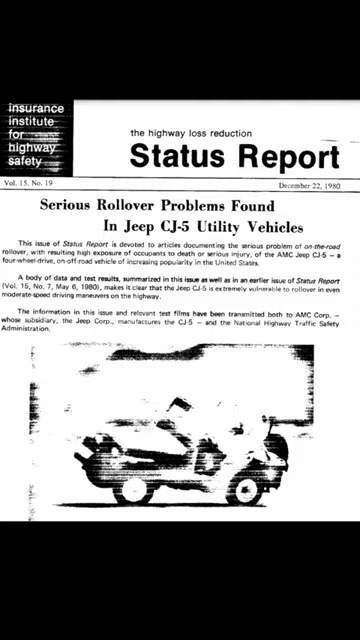 insurance
institute
for
highway
safety
the highway loss reduction
Status Report
Vol. 15, No. 19
December 22, 1980
Serious Rollover Problems Found
In Jeep CJ-5 Utility Vehicles
This issue of Status Report is devoted to articles documenting the serious problem of on-the-road
rollover, with resulting high exposure of occupants to death or serious injury, of the AMC Jeep CJ-5 — a
four-wheel-drive, on-off-road vehicle of increasing popularity in the United States.
A body of data and test results, summarized in this issue as well as in an earlier issue of Status Report
(Vol. 15, No. 7, May 6, 1980), makes it clear that the Jeep CJ-5 is extremely vulnerable to rollover in even
moderate-speed driving maneuvers on the highway.
The information in this issue and relevant test films have been transmitted both to AMC Corp. —
whose subsidiary, the Jeep Corp., manufactures the CJ-5 — and the National Highway Traffic Safety
Administration.